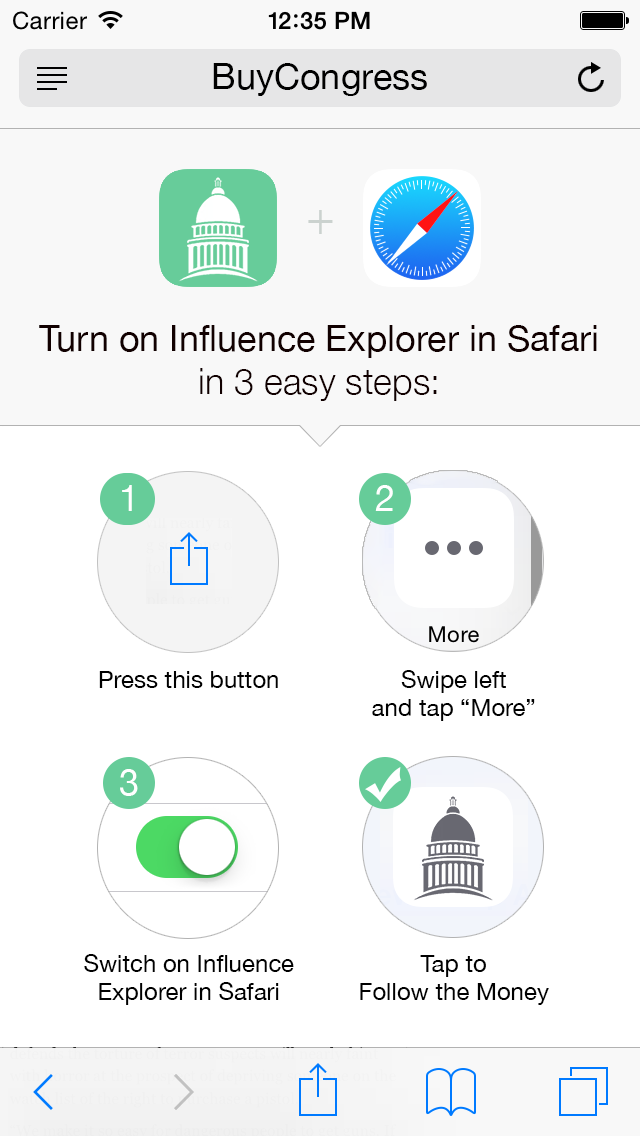 Carrier 12:35 PM
BuyCongress
Turn on Influence Explorer in Safari
in 3 easy steps:
1
Press this button
2
More
Swipe left
and tap “More”
3
Switch on Influence
Explorer in Safari
Tap to
Follow the Money